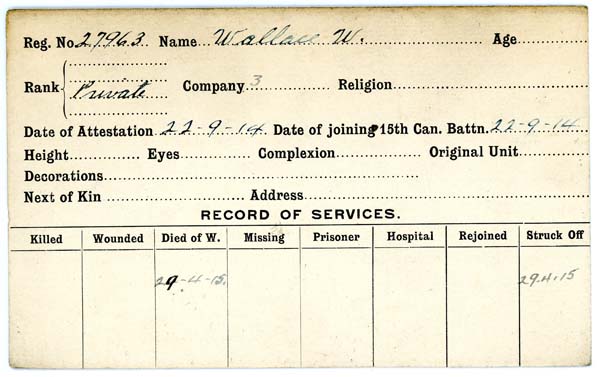 Reg. No. 27963 Name Wallace W. Age
Rank Private Company 3 Religion
Date of Attestation 22-9-14 Date of joining 15th Can. Battn. 22-9-14
Height Eyes Complexion Original Unit
Decorations
Next of Kin Address
RECORD OF SERVICES.
Killed Wounded Died of W. Missing Prisoner Hospital Rejoined Struck Off
29-4-15. 29.4.15